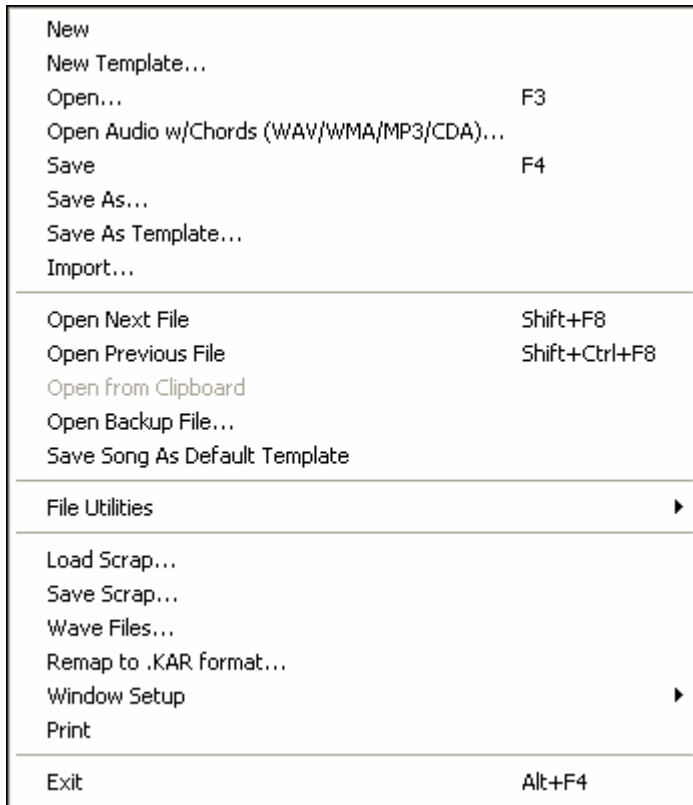 New
New Template...
Open... F3
Open Audio w/Chords (WAV/WMA/MP3/CDA)...
Save F4
Save As...
Save As Template...
Import...
Open Next File Shift+F8
Open Previous File Shift+Ctrl+F8
Open from Clipboard
Open Backup File...
Save Song As Default Template
File Utilities
Load Scrap...
Save Scrap...
Wave Files...
Remap to .KAR format...
Window Setup
Print
Exit Alt+F4